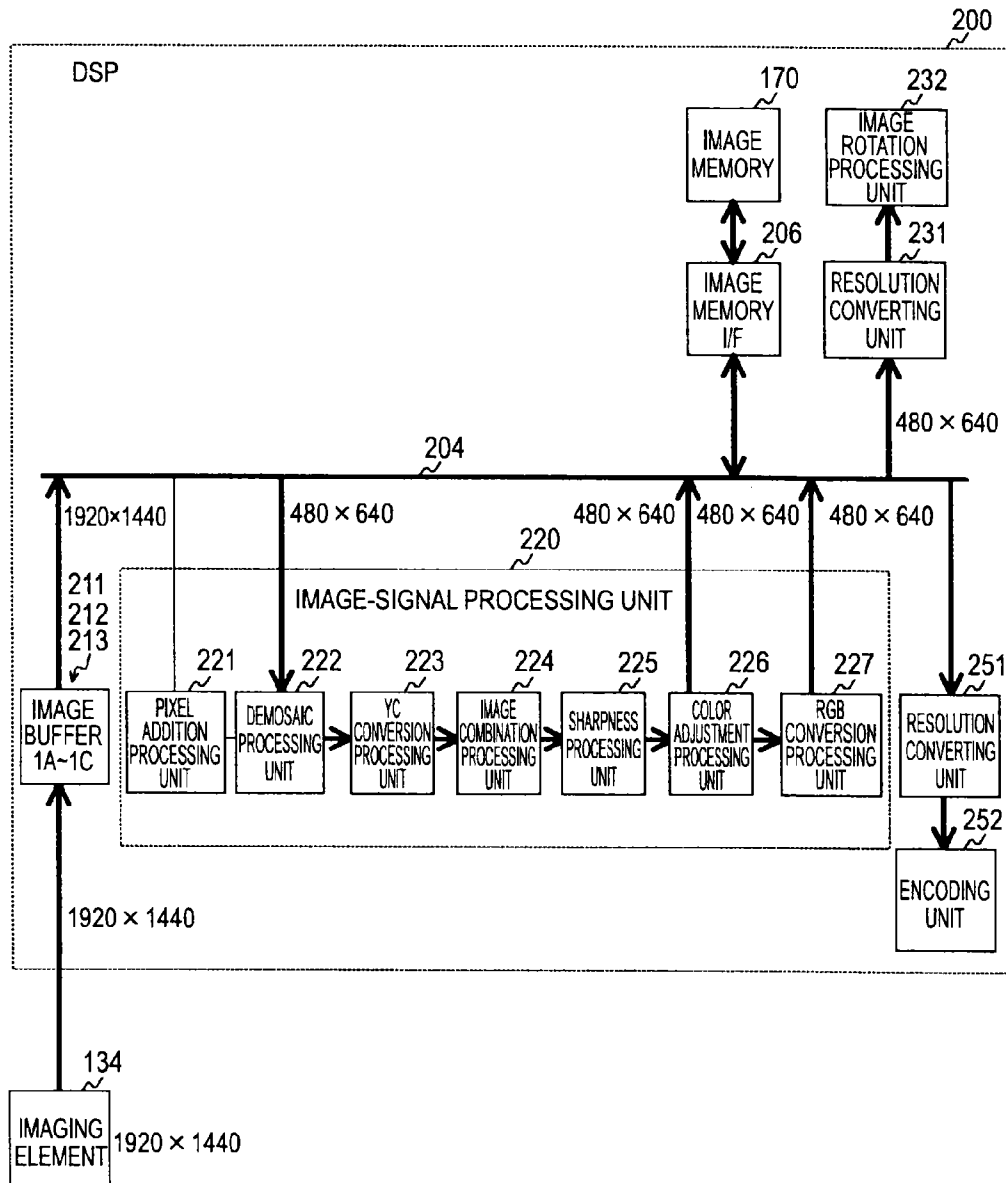 200
DSP
170
232
IMAGE
MEMORY
IMAGE
ROTATION
PROCESSING
UNIT
206
231
IMAGE
MEMORY
I/F
RESOLUTION
CONVERTING
UNIT
480 × 640
204
1920×1440
480 × 640
480 × 640
480 × 640
480 × 640
220
211
212
213
IMAGE-SIGNAL PROCESSING UNIT
221
222
223
224
225
226
227
251
IMAGE
BUFFER
1A~1C
PIXEL
ADDITION
PROCESSING
UNIT
DEMOSAIC
PROCESSING
UNIT
YC
CONVERSION
PROCESSING
UNIT
IMAGE
COMBINATION
PROCESSING
UNIT
SHARPNESS
PROCESSING
UNIT
COLOR
ADJUSTMENT
PROCESSING
UNIT
RGB
CONVERSION
PROCESSING
UNIT
RESOLUTION
CONVERTING
UNIT
252
ENCODING
UNIT
1920 × 1440
134
IMAGING
ELEMENT
1920 × 1440